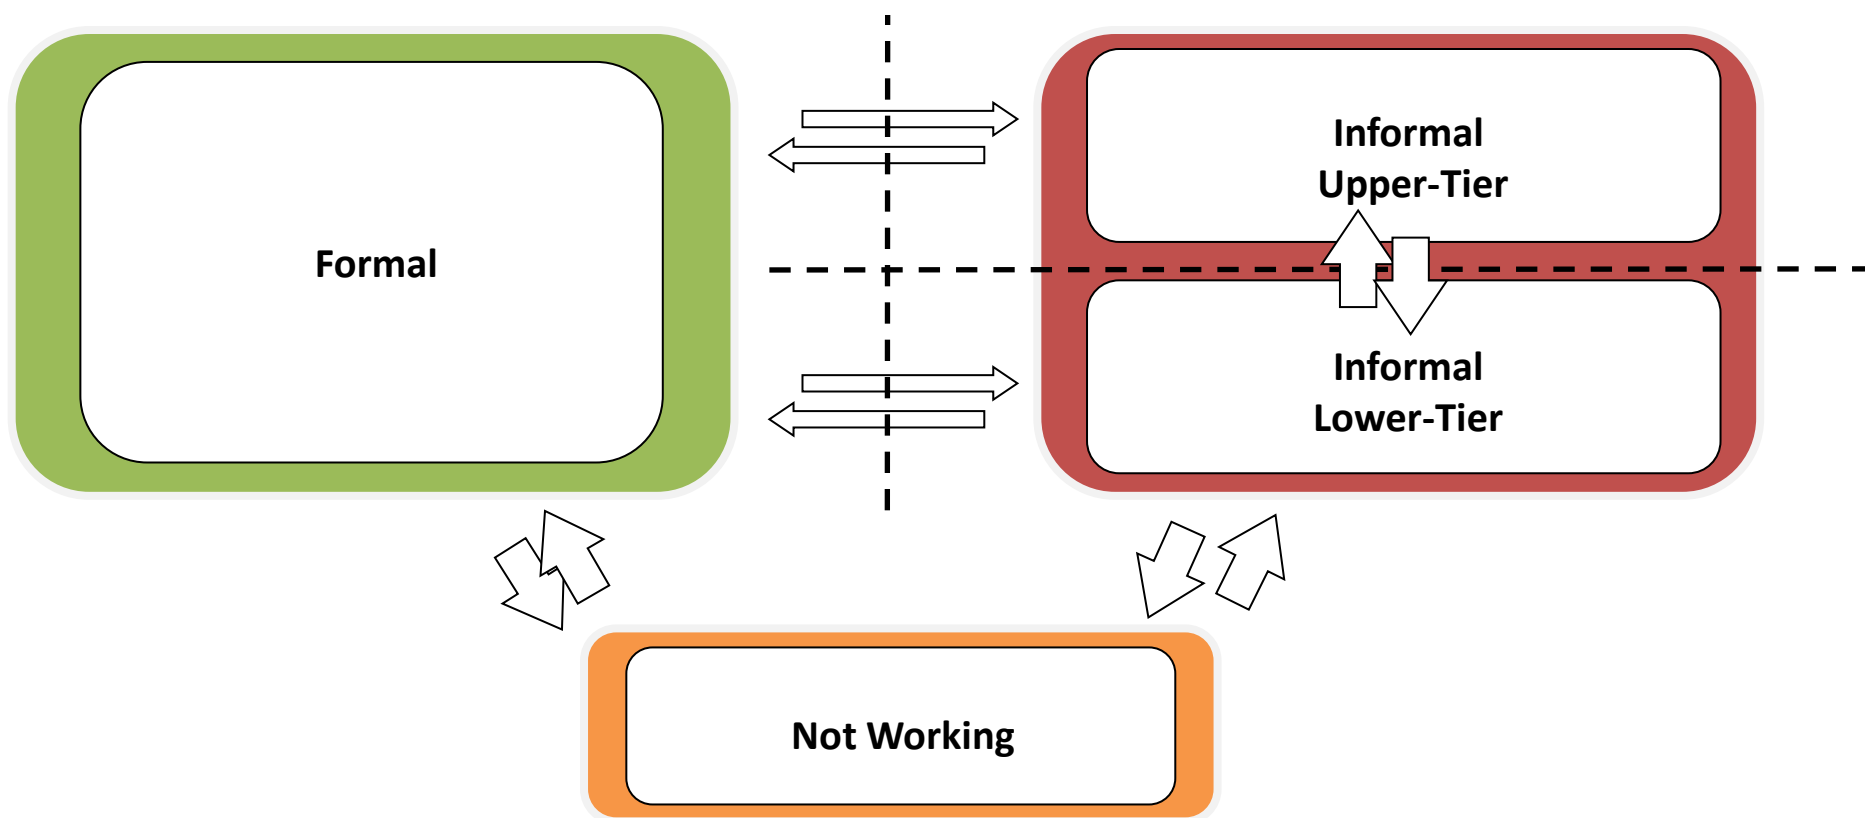 Formal
Informal
Upper-Tier
Informal
Lower-Tier
Not Working